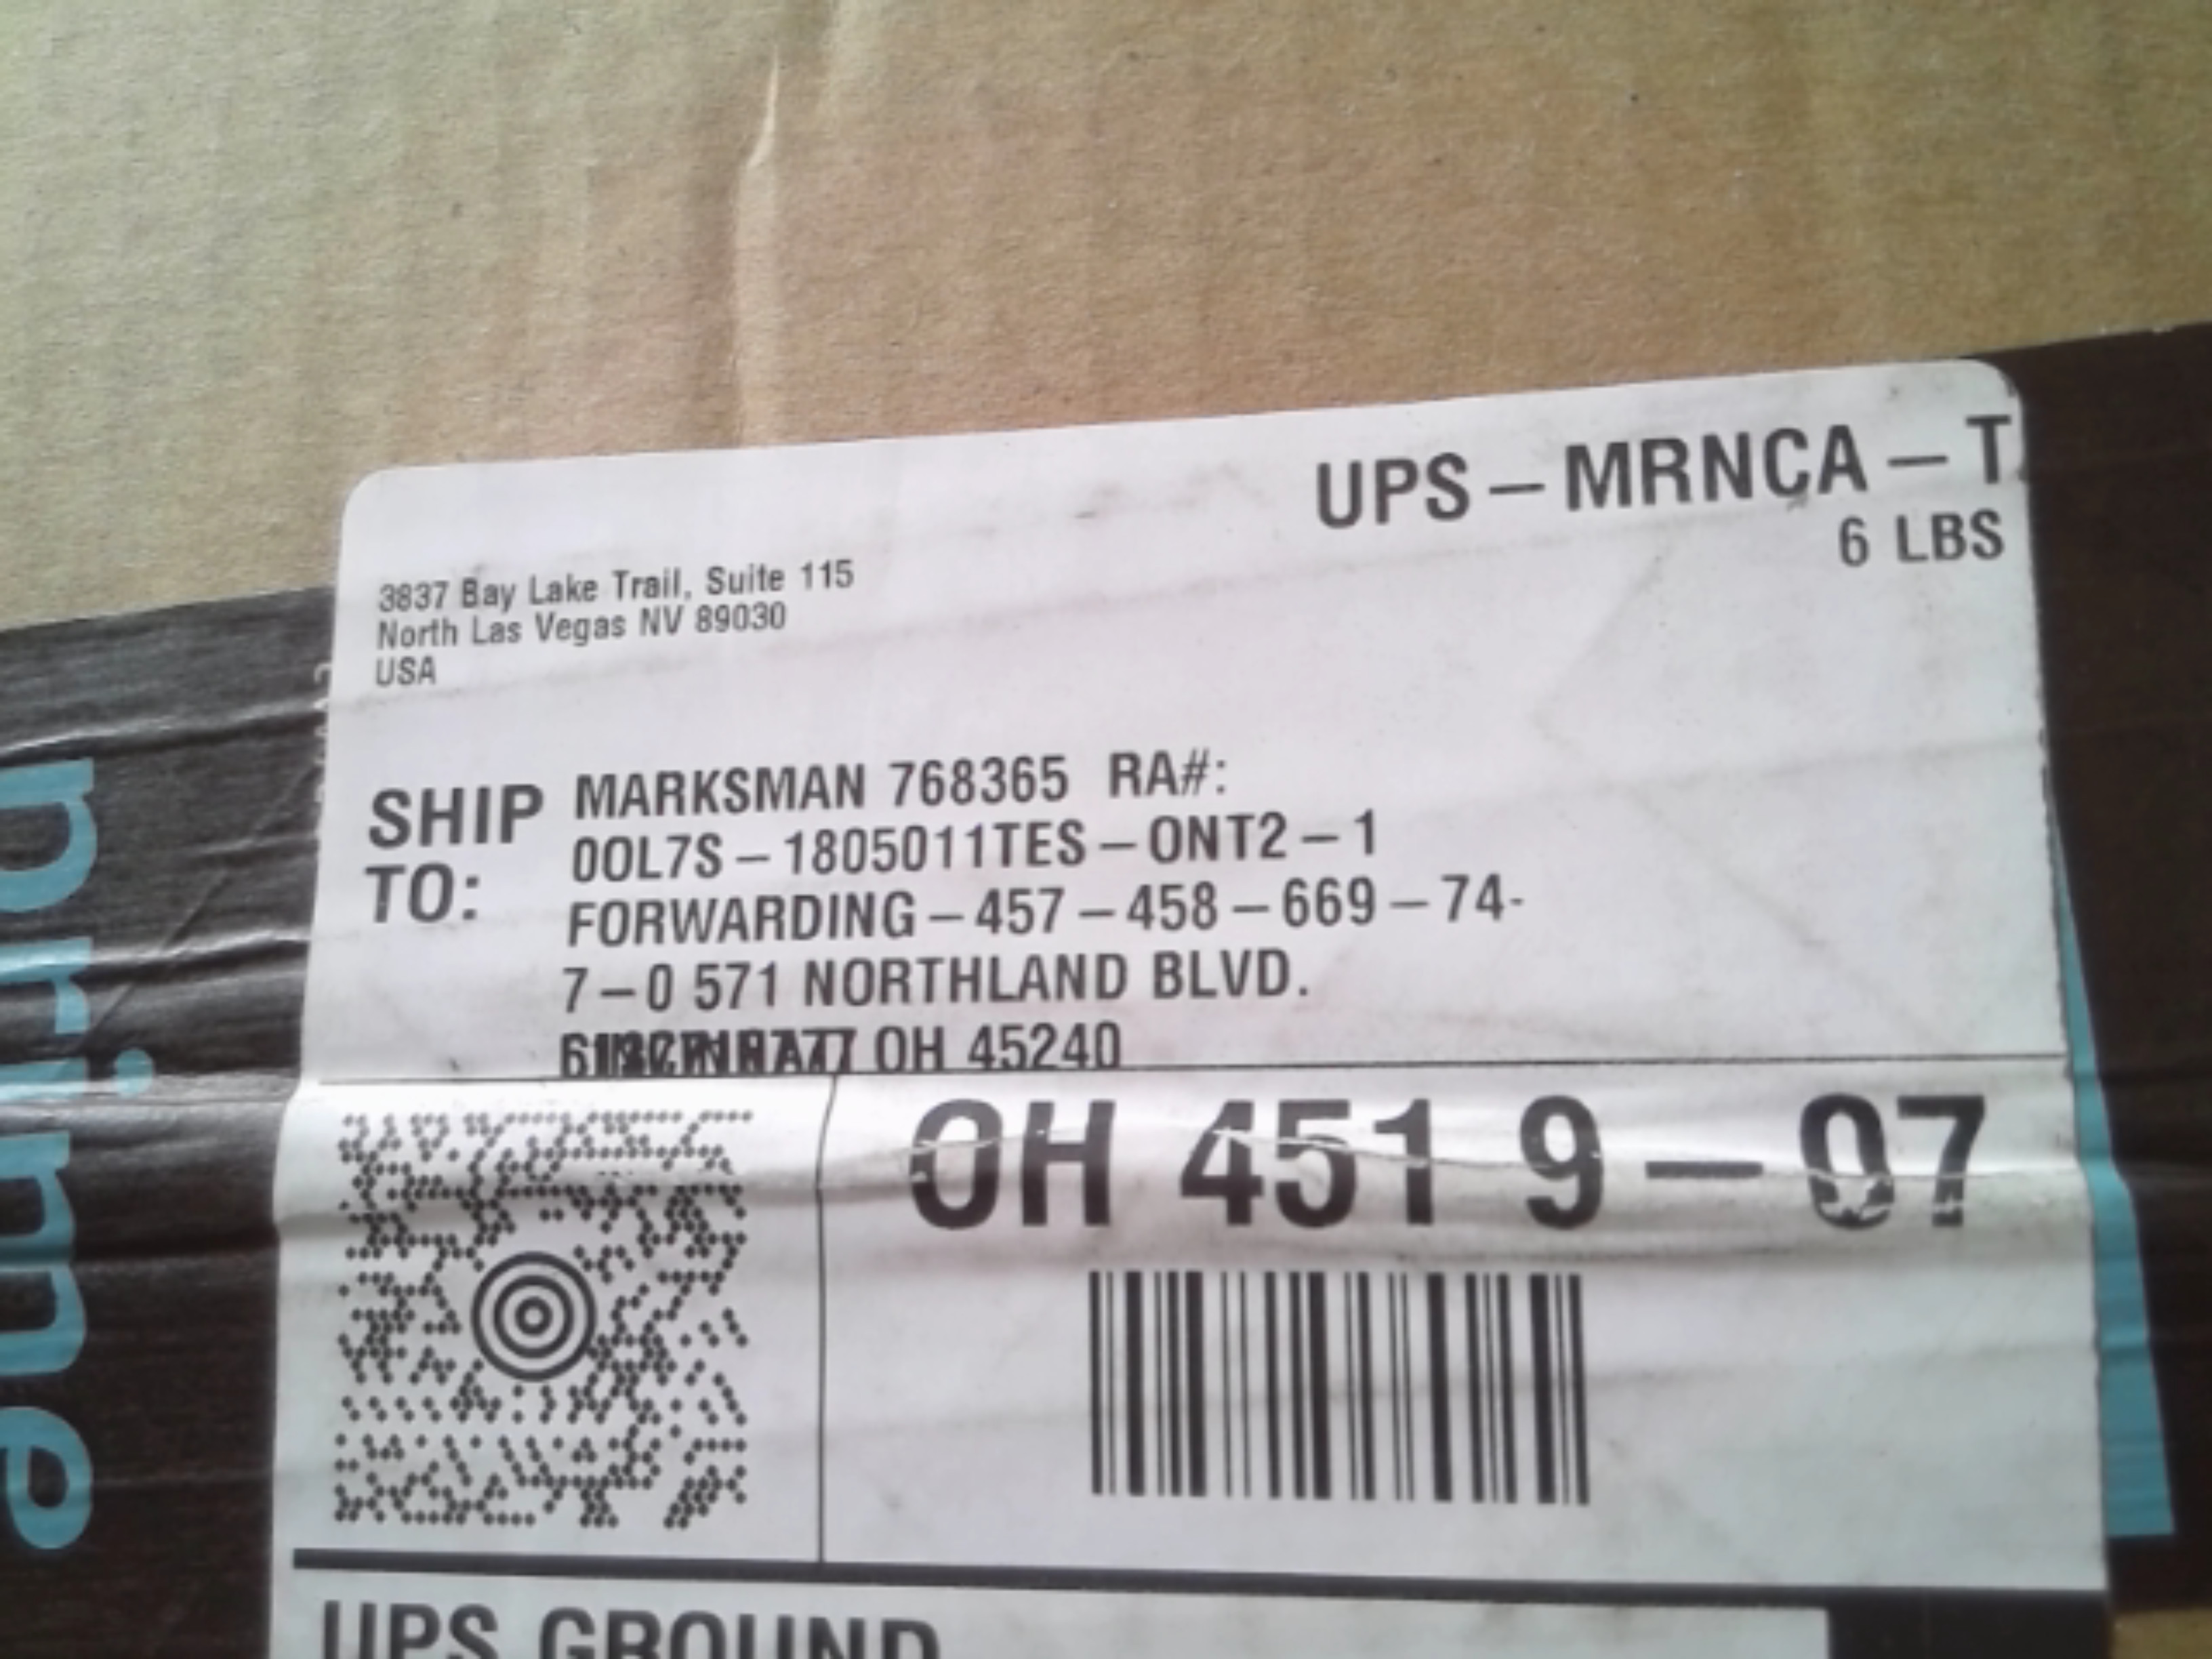 UPS-MRNCA-T
6 LBS
3837 Bay Lake Trail, Suite 115
North Las Vegas NV 89030
USA
SHIP TO:
MARKSMAN 768365 RA#:
00L7S-1805011TES-ONT2-1
FORWARDING-457-458-669-74-
7-0 571 NORTHLAND BLVD.
OH 45240
OH 451 9-07
UPS GROUND
prime